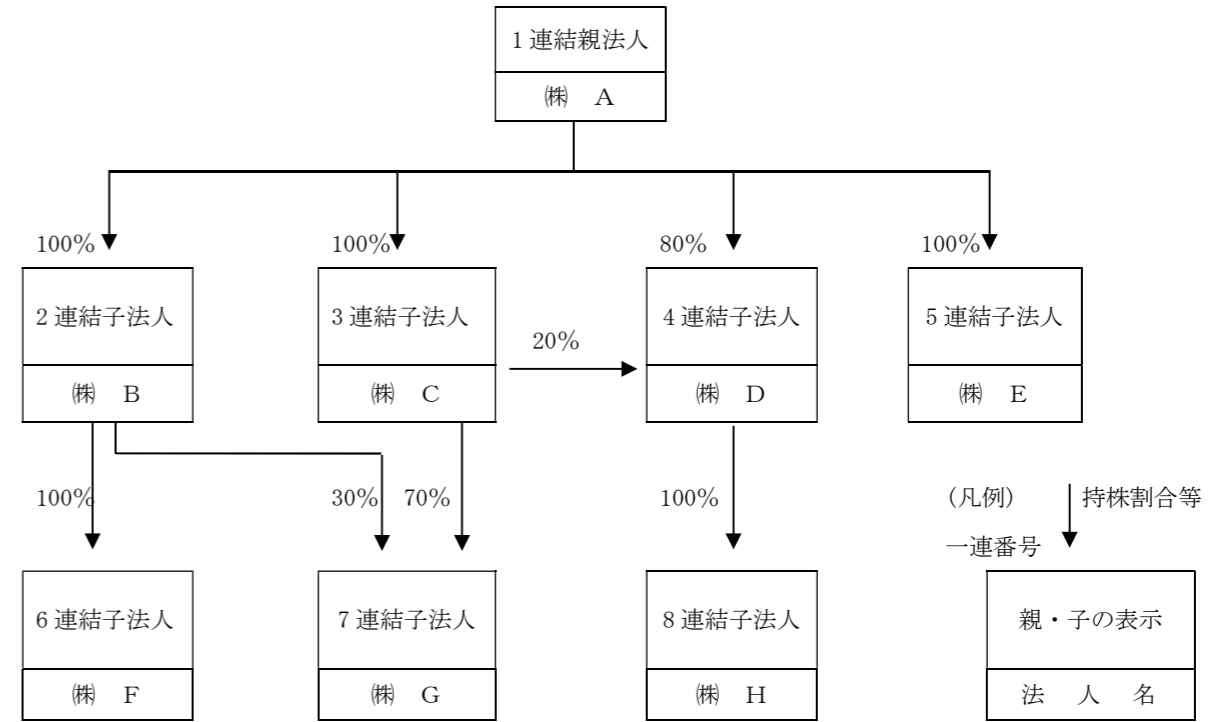 1 連結親法人
㈱ A
100%
100%
80%
100%
2 連結子法人
3 連結子法人
4 連結子法人
5 連結子法人
20%
㈱ B
㈱ C
㈱ D
㈱ E
100%
30%
70%
100%
(凡例)
持株割合等
一連番号
6 連結子法人
7 連結子法人
8 連結子法人
親・子の表示
㈱ F
㈱ G
㈱ H
法 人 名